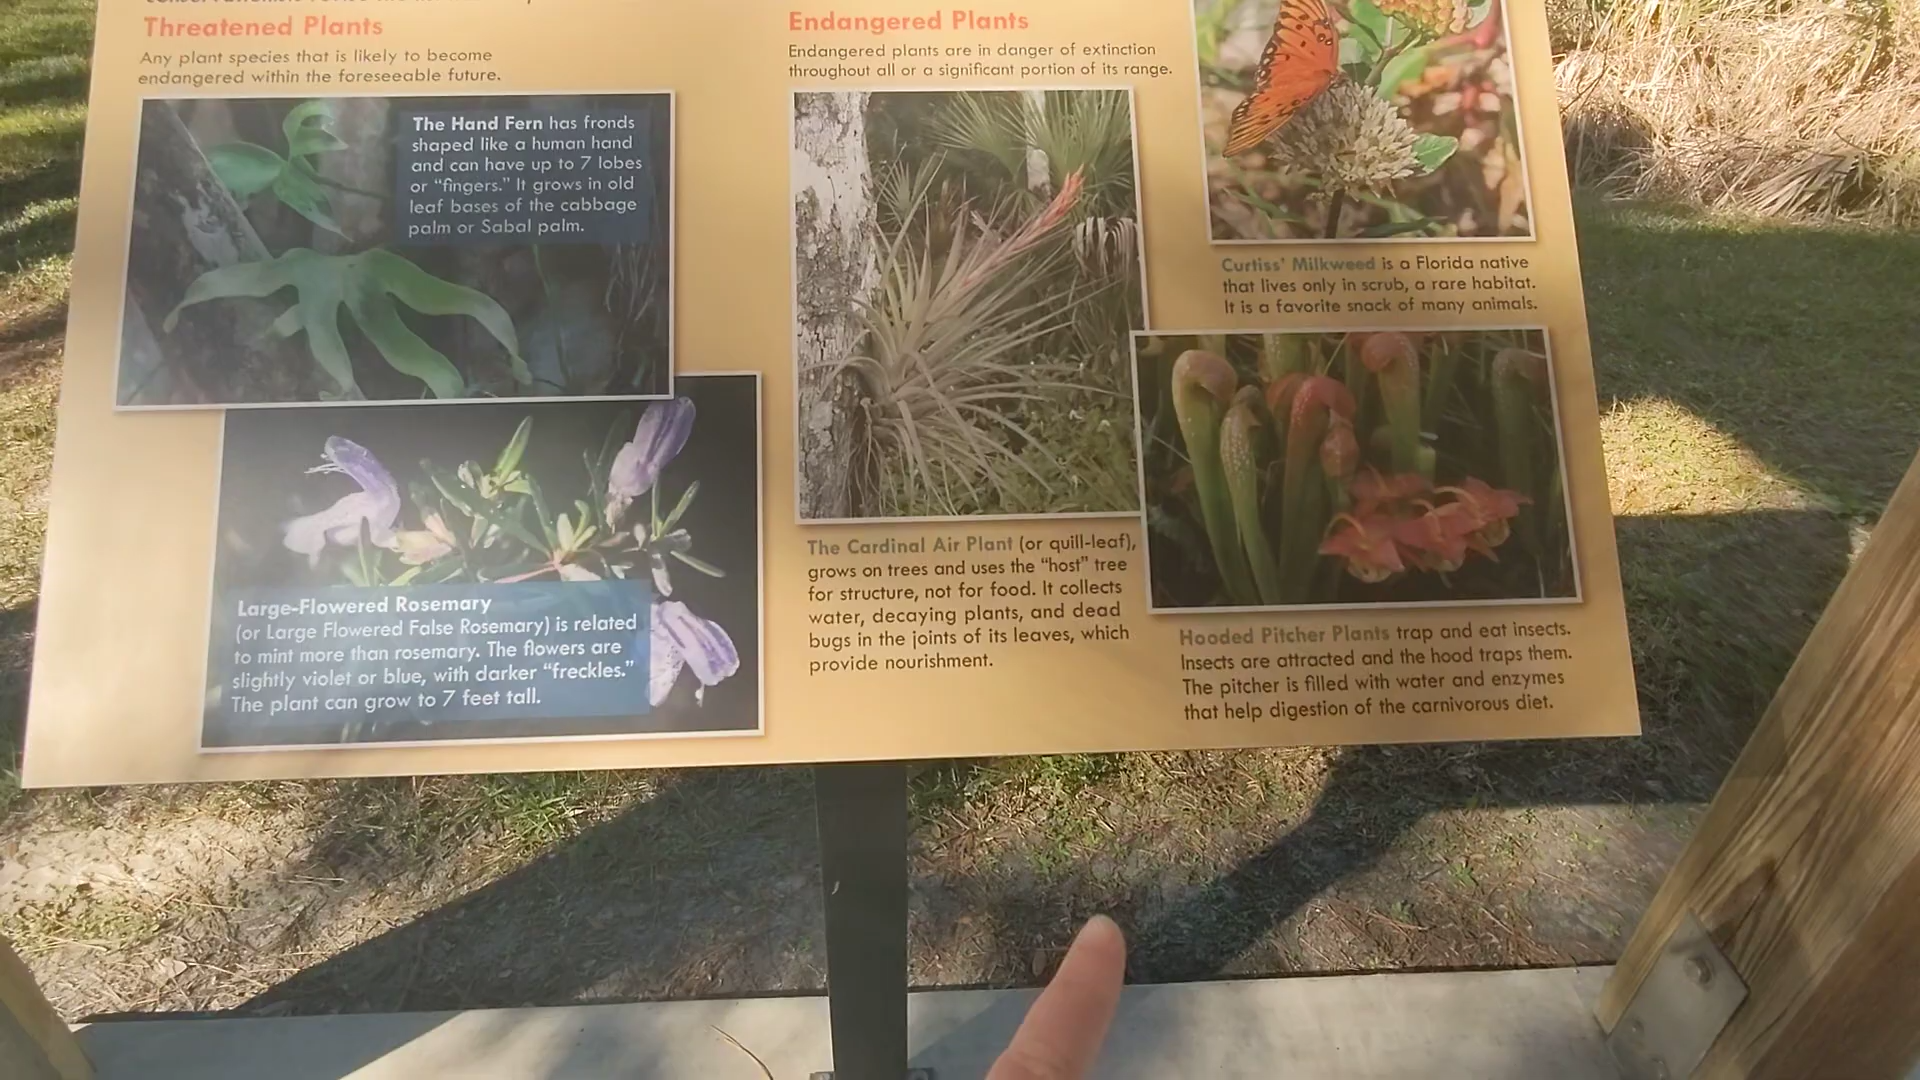 Threatened Plants
Any plant species that is likely to become
endangered within the foreseeable future.
The Hand Fern has fronds
shaped like a human hand
and can have up to 7 lobes
or “fingers.” It grows in old
leaf bases of the cabbage
palm or Sabal palm.
Large-Flowered Rosemary
(or Large Flowered False Rosemary) is related
to mint more than rosemary. The flowers are
slightly violet or blue, with darker “freckles.”
The plant can grow to 7 feet tall.
Endangered Plants
Endangered plants are in danger of extinction
throughout all or a significant portion of its range.
The Cardinal Air Plant (or quill-leaf),
grows on trees and uses the “host” tree
for structure, not for food. It collects
water, decaying plants, and dead
bugs in the joints of its leaves, which
provide nourishment.
Curtiss’ Milkweed is a Florida native
that lives only in scrub, a rare habitat.
It is a favorite snack of many animals.
Hooded Pitcher Plants trap and eat insects.
Insects are attracted and the hood traps them.
The pitcher is filled with water and enzymes
that help digestion of the carnivorous diet.